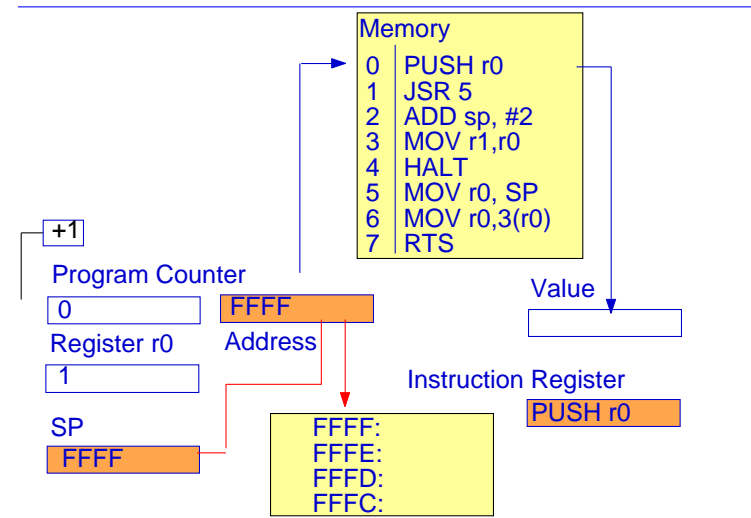 Memory
0 PUSH r0
1 JSR 5
2 ADD sp, #2
3 MOV r1,r0
4 HALT
5 MOV r0, SP
6 MOV r0,3(r0)
7 RTS
+1
Program Counter
0
FFFF
Address
Value
Register r0
1
Instruction Register
PUSH r0
SP
FFFF
FFFF:
FFFE:
FFFD:
FFFC: